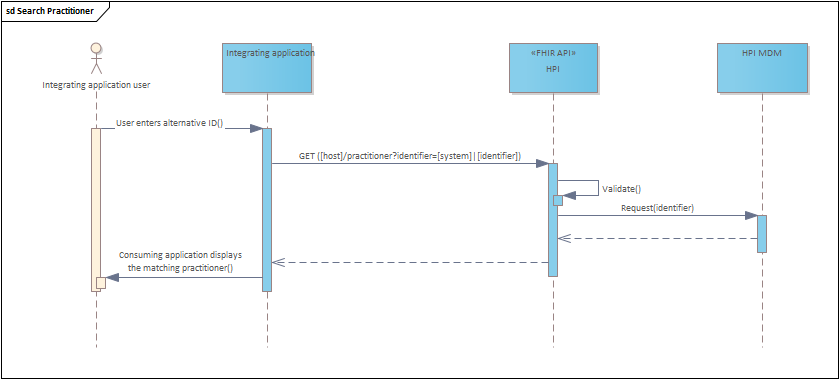 sd Search Practitioner
Integrating application user
Integrating application
«FHIR API»
HPI
HPI MDM
User enters alternative ID()
GET ([host]/practitioner?identifier=[system]|[identifier])
Validate()
Request(identifier)
Consuming application displays
the matching practitioner()